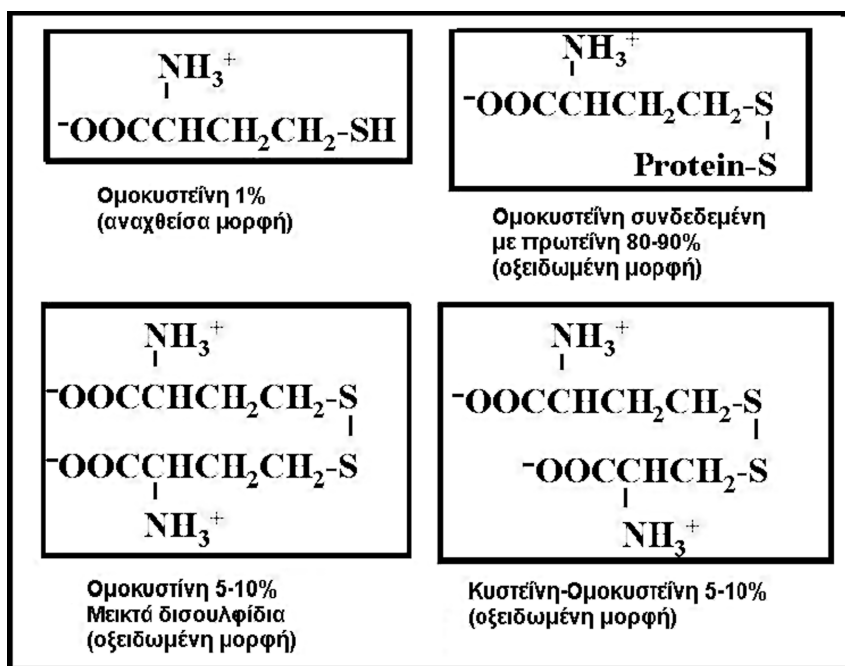 NH₃⁺
⁻OOCCHCH₂CH₂-SH
Ομοκυστεΐνη 1%
(αναχθείσα μορφή)
NH₃⁺
⁻OOCCHCH₂CH₂-S
Protein-S
Ομοκυστεΐνη συνδεδεμένη
με πρωτεΐνη 80-90%
(οξειδωμένη μορφή)
NH₃⁺
⁻OOCCHCH₂CH₂-S
⁻OOCCHCH₂CH₂-S
NH₃⁺
Ομοκυστίνη 5-10%
Μεικτά δισουλφίδια
(οξειδωμένη μορφή)
NH₃⁺
⁻OOCCHCH₂CH₂-S
⁻OOCCHCH₂-S
NH₃⁺
Κυστεΐνη-Ομοκυστεΐνη 5-10%
(οξειδωμένη μορφή)